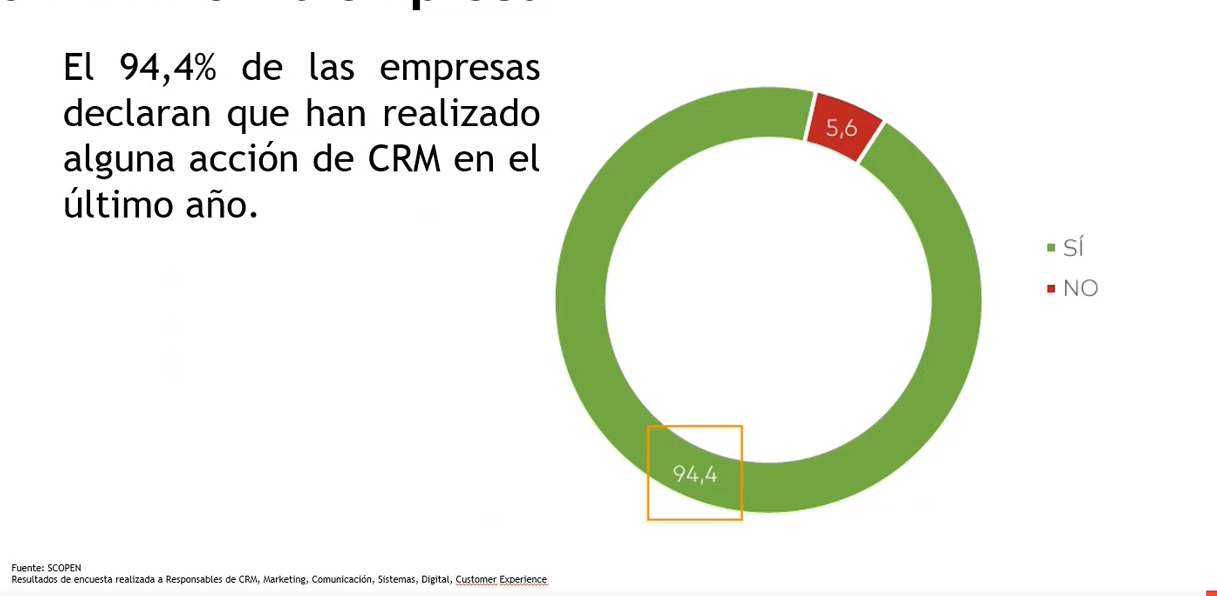 El 94,4% de las empresas
declaran que han realizado
alguna acción de CRM en el
último año.
5,6
94,4
SÍ
NO
Fuente: SCOPEN
Resultados de encuesta realizada a Responsables de CRM, Marketing, Comunicación, Sistemas, Digital, Customer Experience